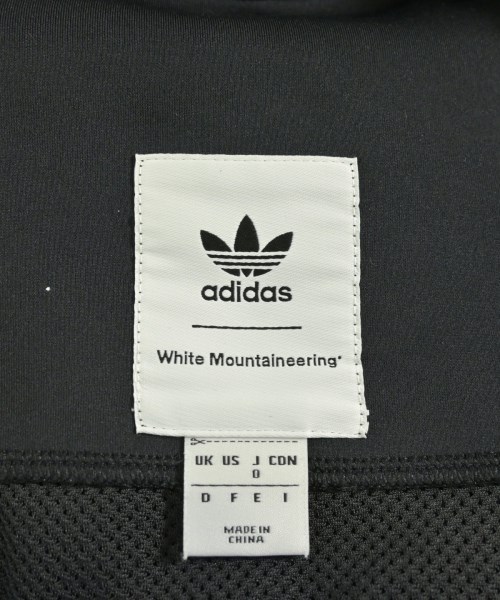 adidas
White Mountaineering*
UK US J CDN
O
D F E I
MADE IN
CHINA